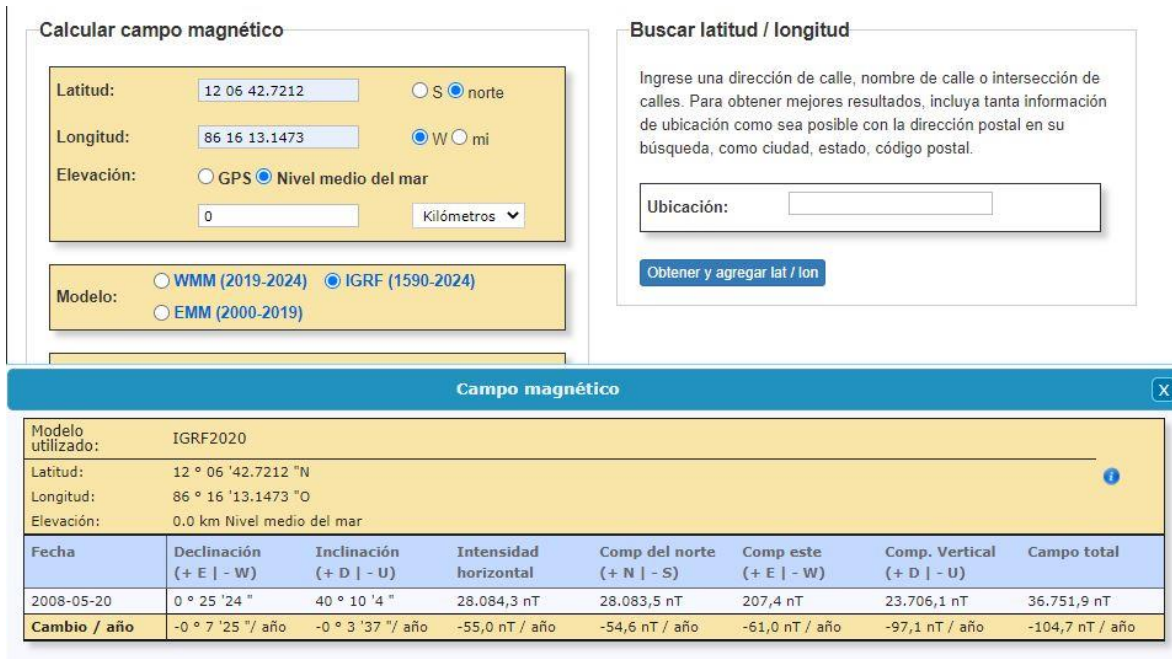 Calcular campo magnético
Latitud: 12 06 42.7212 S norte
Longitud: 86 16 13.1473 W mi
Elevación: GPS Nivel medio del mar
0 Kilómetros
Modelo: WMM (2019-2024) IGRF (1590-2024)
EMM (2000-2019)
Buscar latitud / longitud
Ingrese una dirección de calle, nombre de calle o intersección de
calles. Para obtener mejores resultados, incluya tanta información
de ubicación como sea posible con la dirección postal en su
búsqueda, como ciudad, estado, código postal.
Ubicación:
Obtener y agregar lat / lon
Campo magnético X
Modelo
utilizado: IGRF2020
Latitud: 12 ° 06 '42.7212 "N
i
Longitud: 86 ° 16 '13.1473 "O
Elevación: 0.0 km Nivel medio del mar
Fecha Declinación Inclinación Intensidad Comp del norte Comp este Comp. Vertical Campo total
(+ E | - W) (+ D | - U) horizontal (+ N | - S) (+ E | - W) (+ D | - U)
2008-05-20 0 ° 25 '24 " 40 ° 10 '4 " 28.084,3 nT 28.083,5 nT 207,4 nT 23.706,1 nT 36.751,9 nT
Cambio / año -0 ° 7 '25 "/ año -0 ° 3 '37 "/ año -55,0 nT / año -54,6 nT / año -61,0 nT / año -97,1 nT / año -104,7 nT / año